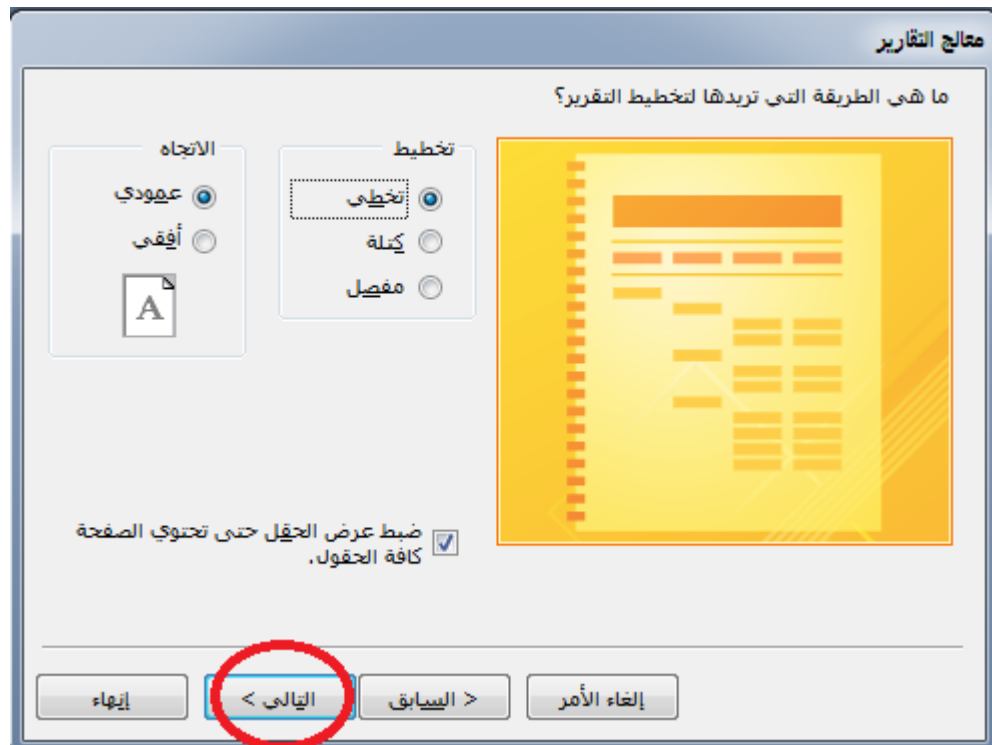 معالج التقارير
ما هي الطريقة التي تريدها لتخطيط التقرير؟
تخطيط
تخطي
كتلة
مفصل
الاتجاه
عمودي
أفقي
A
ضبط عرض الحقل حتى تحتوي الصفحة
كافة الحقول.
إلغاء الأمر
< السابق
التالي >
إنهاء